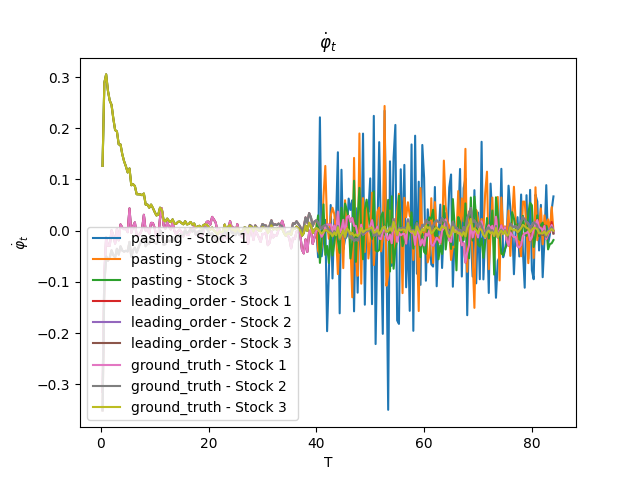 φ̇ₜ
0.3
0.2
0.1
0.0
−0.1
−0.2
−0.3
φ̇ₜ
pasting - Stock 1
pasting - Stock 2
pasting - Stock 3
leading_order - Stock 1
leading_order - Stock 2
leading_order - Stock 3
ground_truth - Stock 1
ground_truth - Stock 2
ground_truth - Stock 3
0 20 40 60 80
T